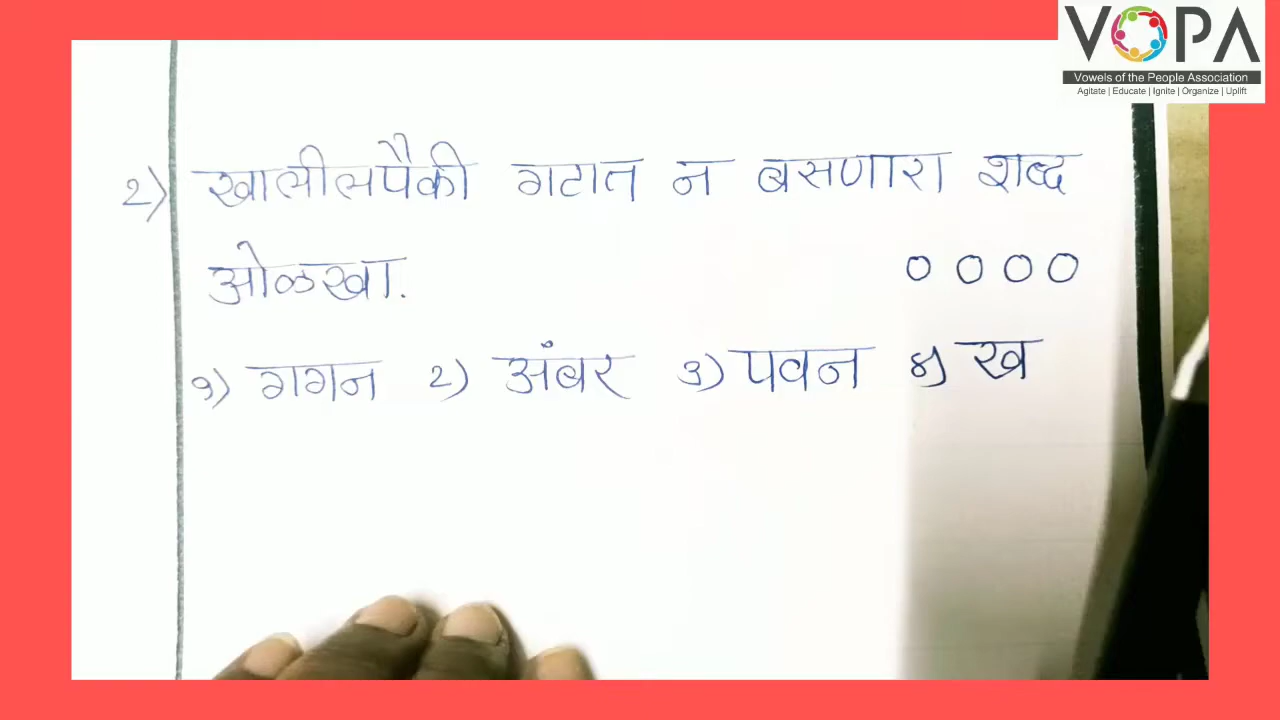 VOPA
Vowels of the People Association
Agitate | Educate | Ignite | Organize | Uplift
२) खालीलपैकी गटात न बसणारा शब्द
ओळखा. ० ० ० ०
१) गगन २) अंबर ३) पवन ४) ख